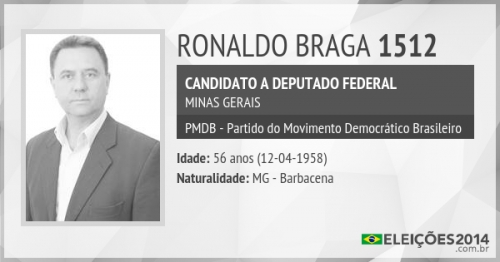 RONALDO BRAGA 1512
CANDIDATO A DEPUTADO FEDERAL
MINAS GERAIS
PMDB - Partido do Movimento Democrático Brasileiro
Idade: 56 anos (12-04-1958)
Naturalidade: MG - Barbacena
ELEIÇÕES2014
.com.br